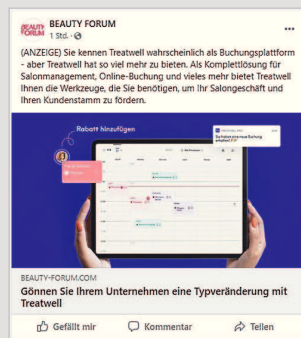 BEAUTY FORUM
BEAUTY FORUM
1 Std. ·
(ANZEIGE) Sie kennen Treatwell wahrscheinlich als Buchungsplattform
- aber Treatwell hat so viel mehr zu bieten. Als Komplettlösung für
Salonmanagement, Online-Buchung und vieles mehr bietet Treatwell
Ihnen die Werkzeuge, die Sie benötigen, um Ihr Salongeschäft und
Ihren Kundenstamm zu fördern.
Rabatt hinzufügen
BEAUTY-FORUM.COM
Gönnen Sie Ihrem Unternehmen eine Typveränderung mit
Treatwell
Gefällt mir Kommentar Teilen